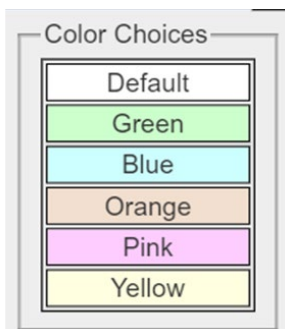 Color Choices
Default
Green
Blue
Orange
Pink
Yellow